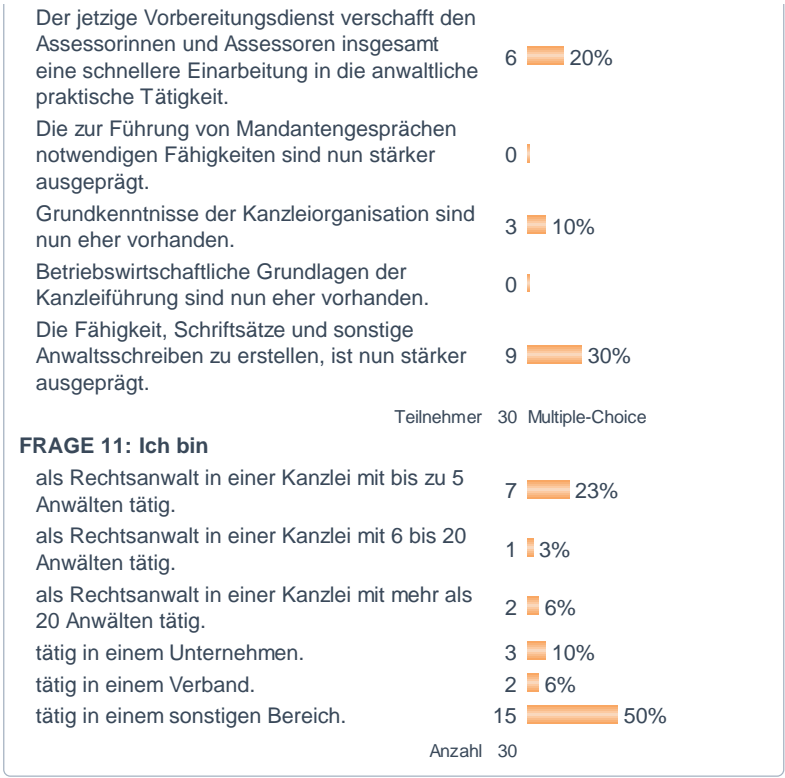 Der jetzige Vorbereitungsdienst verschafft den
Assessorinnen und Assessoren insgesamt
eine schnellere Einarbeitung in die anwaltliche
praktische Tätigkeit.
6 20%
Die zur Führung von Mandantengesprächen
notwendigen Fähigkeiten sind nun stärker
ausgeprägt.
0
Grundkenntnisse der Kanzleiorganisation sind
nun eher vorhanden.
3 10%
Betriebswirtschaftliche Grundlagen der
Kanzleiführung sind nun eher vorhanden.
0
Die Fähigkeit, Schriftsätze und sonstige
Anwaltsschreiben zu erstellen, ist nun stärker
ausgeprägt.
9 30%
Teilnehmer 30 Multiple-Choice
FRAGE 11: Ich bin
als Rechtsanwalt in einer Kanzlei mit bis zu 5
Anwälten tätig.
7 23%
als Rechtsanwalt in einer Kanzlei mit 6 bis 20
Anwälten tätig.
1 3%
als Rechtsanwalt in einer Kanzlei mit mehr als
20 Anwälten tätig.
2 6%
tätig in einem Unternehmen. 3 10%
tätig in einem Verband. 2 6%
tätig in einem sonstigen Bereich. 15 50%
Anzahl 30